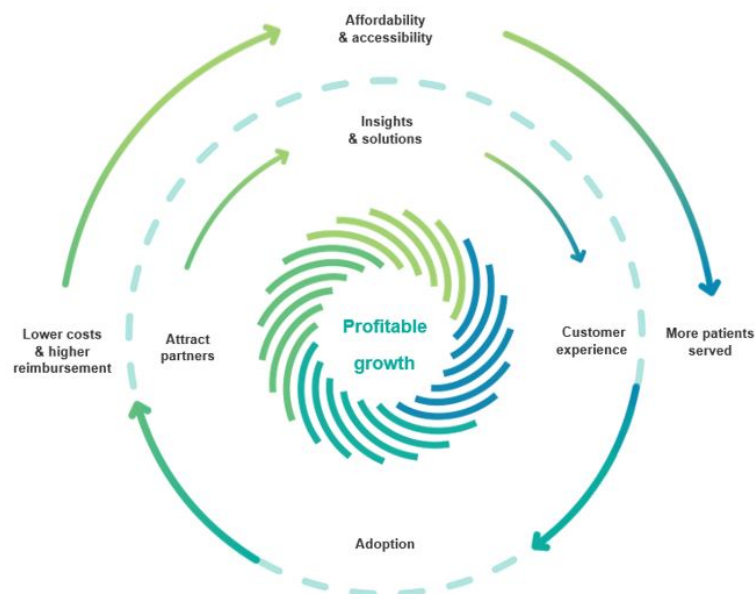 Affordability
& accessibility
Insights
& solutions
Lower costs
& higher
reimbursement
Attract
partners
Profitable
growth
Customer
experience
More patients
served
Adoption